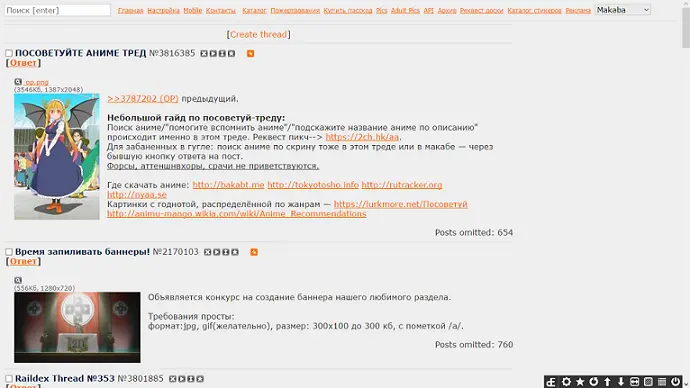 Поиск [enter] Главная Настройка Mobile Контакты Каталог Пожертвования Купить пасскод Pics Adult Pics API Архив Реквест доски Каталог стикеров Реклама Makaba
[Create thread]
ПОСОВЕТУЙТЕ АНИМЕ ТРЕД №3816385
[Ответ]
op.png
(3546Кб, 1387x2048)
>>3787202 (OP) предыдущий.
Небольшой гайд по посоветуй-треду:
Поиск аниме/"помогите вспомнить аниме"/"подскажите название аниме по описанию"
происходит именно в этом треде. Реквест пикч--> https://2ch.hk/aa.
Для забаненных в гугле: поиск аниме по скрину тоже в этом треде или в макабе — через
бывшую кнопку ответа на пост.
Форсы, аттеншнвхоры, срачи не приветствуются.
Где скачать аниме: http://bakabt.me http://tokyotosho.info http://rutracker.org
http://nyaa.se
Картинки с годнотой, распределённой по жанрам — https://lurkmore.net/Посоветуй
http://animu-mango.wikia.com/wiki/Anime_Recommendations
Posts omitted: 654
Время запиливать баннеры! №2170103
[Ответ]
(556Кб, 1280x720)
Объявляется конкурс на создание баннера нашего любимого раздела.
Требования просты:
формат:jpg, gif(желательно), размер: 300x100 до 300 кб, с пометкой /a/.
Posts omitted: 760
Raildex Thread №353 №3801885
[Ответ]